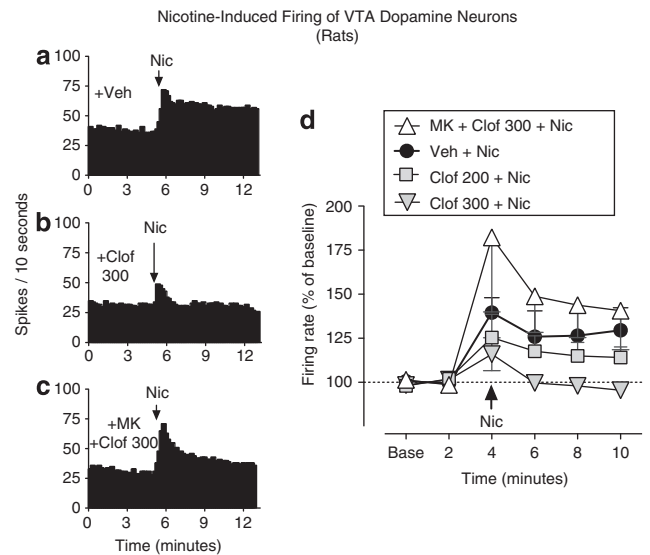 Nicotine-Induced Firing of VTA Dopamine Neurons
(Rats)
a
100
75
50
25
0
+Veh
Nic
0 3 6 9 12
b
100
75
50
25
0
+Clof
300
Nic
0 3 6 9 12
c
100
75
50
25
0
+MK
+Clof 300
Nic
0 3 6 9 12
Time (minutes)
Spikes / 10 seconds
d
MK + Clof 300 + Nic
Veh + Nic
Clof 200 + Nic
Clof 300 + Nic
200
175
150
125
100
Firing rate (% of baseline)
Nic
Base 2 4 6 8 10
Time (minutes)